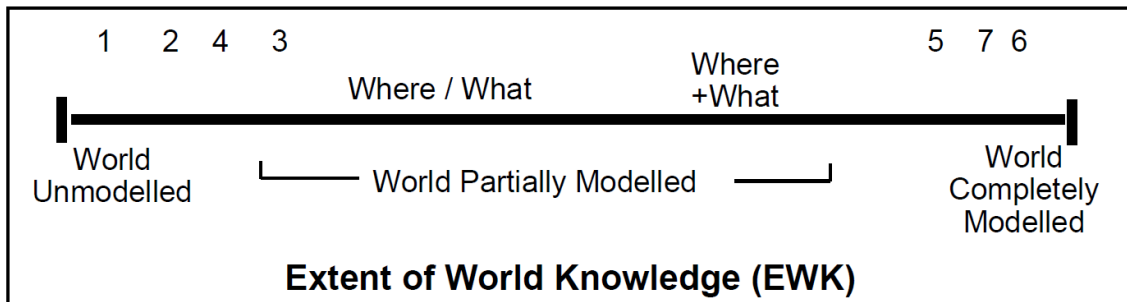 1 2 4 3 5 7 6
Where / What
Where
+What
World
Unmodelled
World Partially Modelled
World
Completely
Modelled
Extent of World Knowledge (EWK)